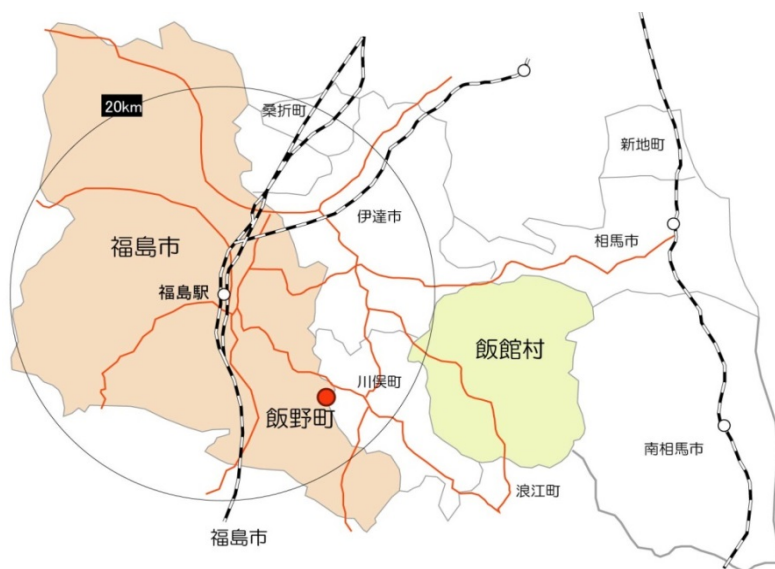 20km
桑折町
新地町
伊達市
相馬市
福島市
福島駅
飯舘村
川俣町
飯野町
南相馬市
浪江町
福島市